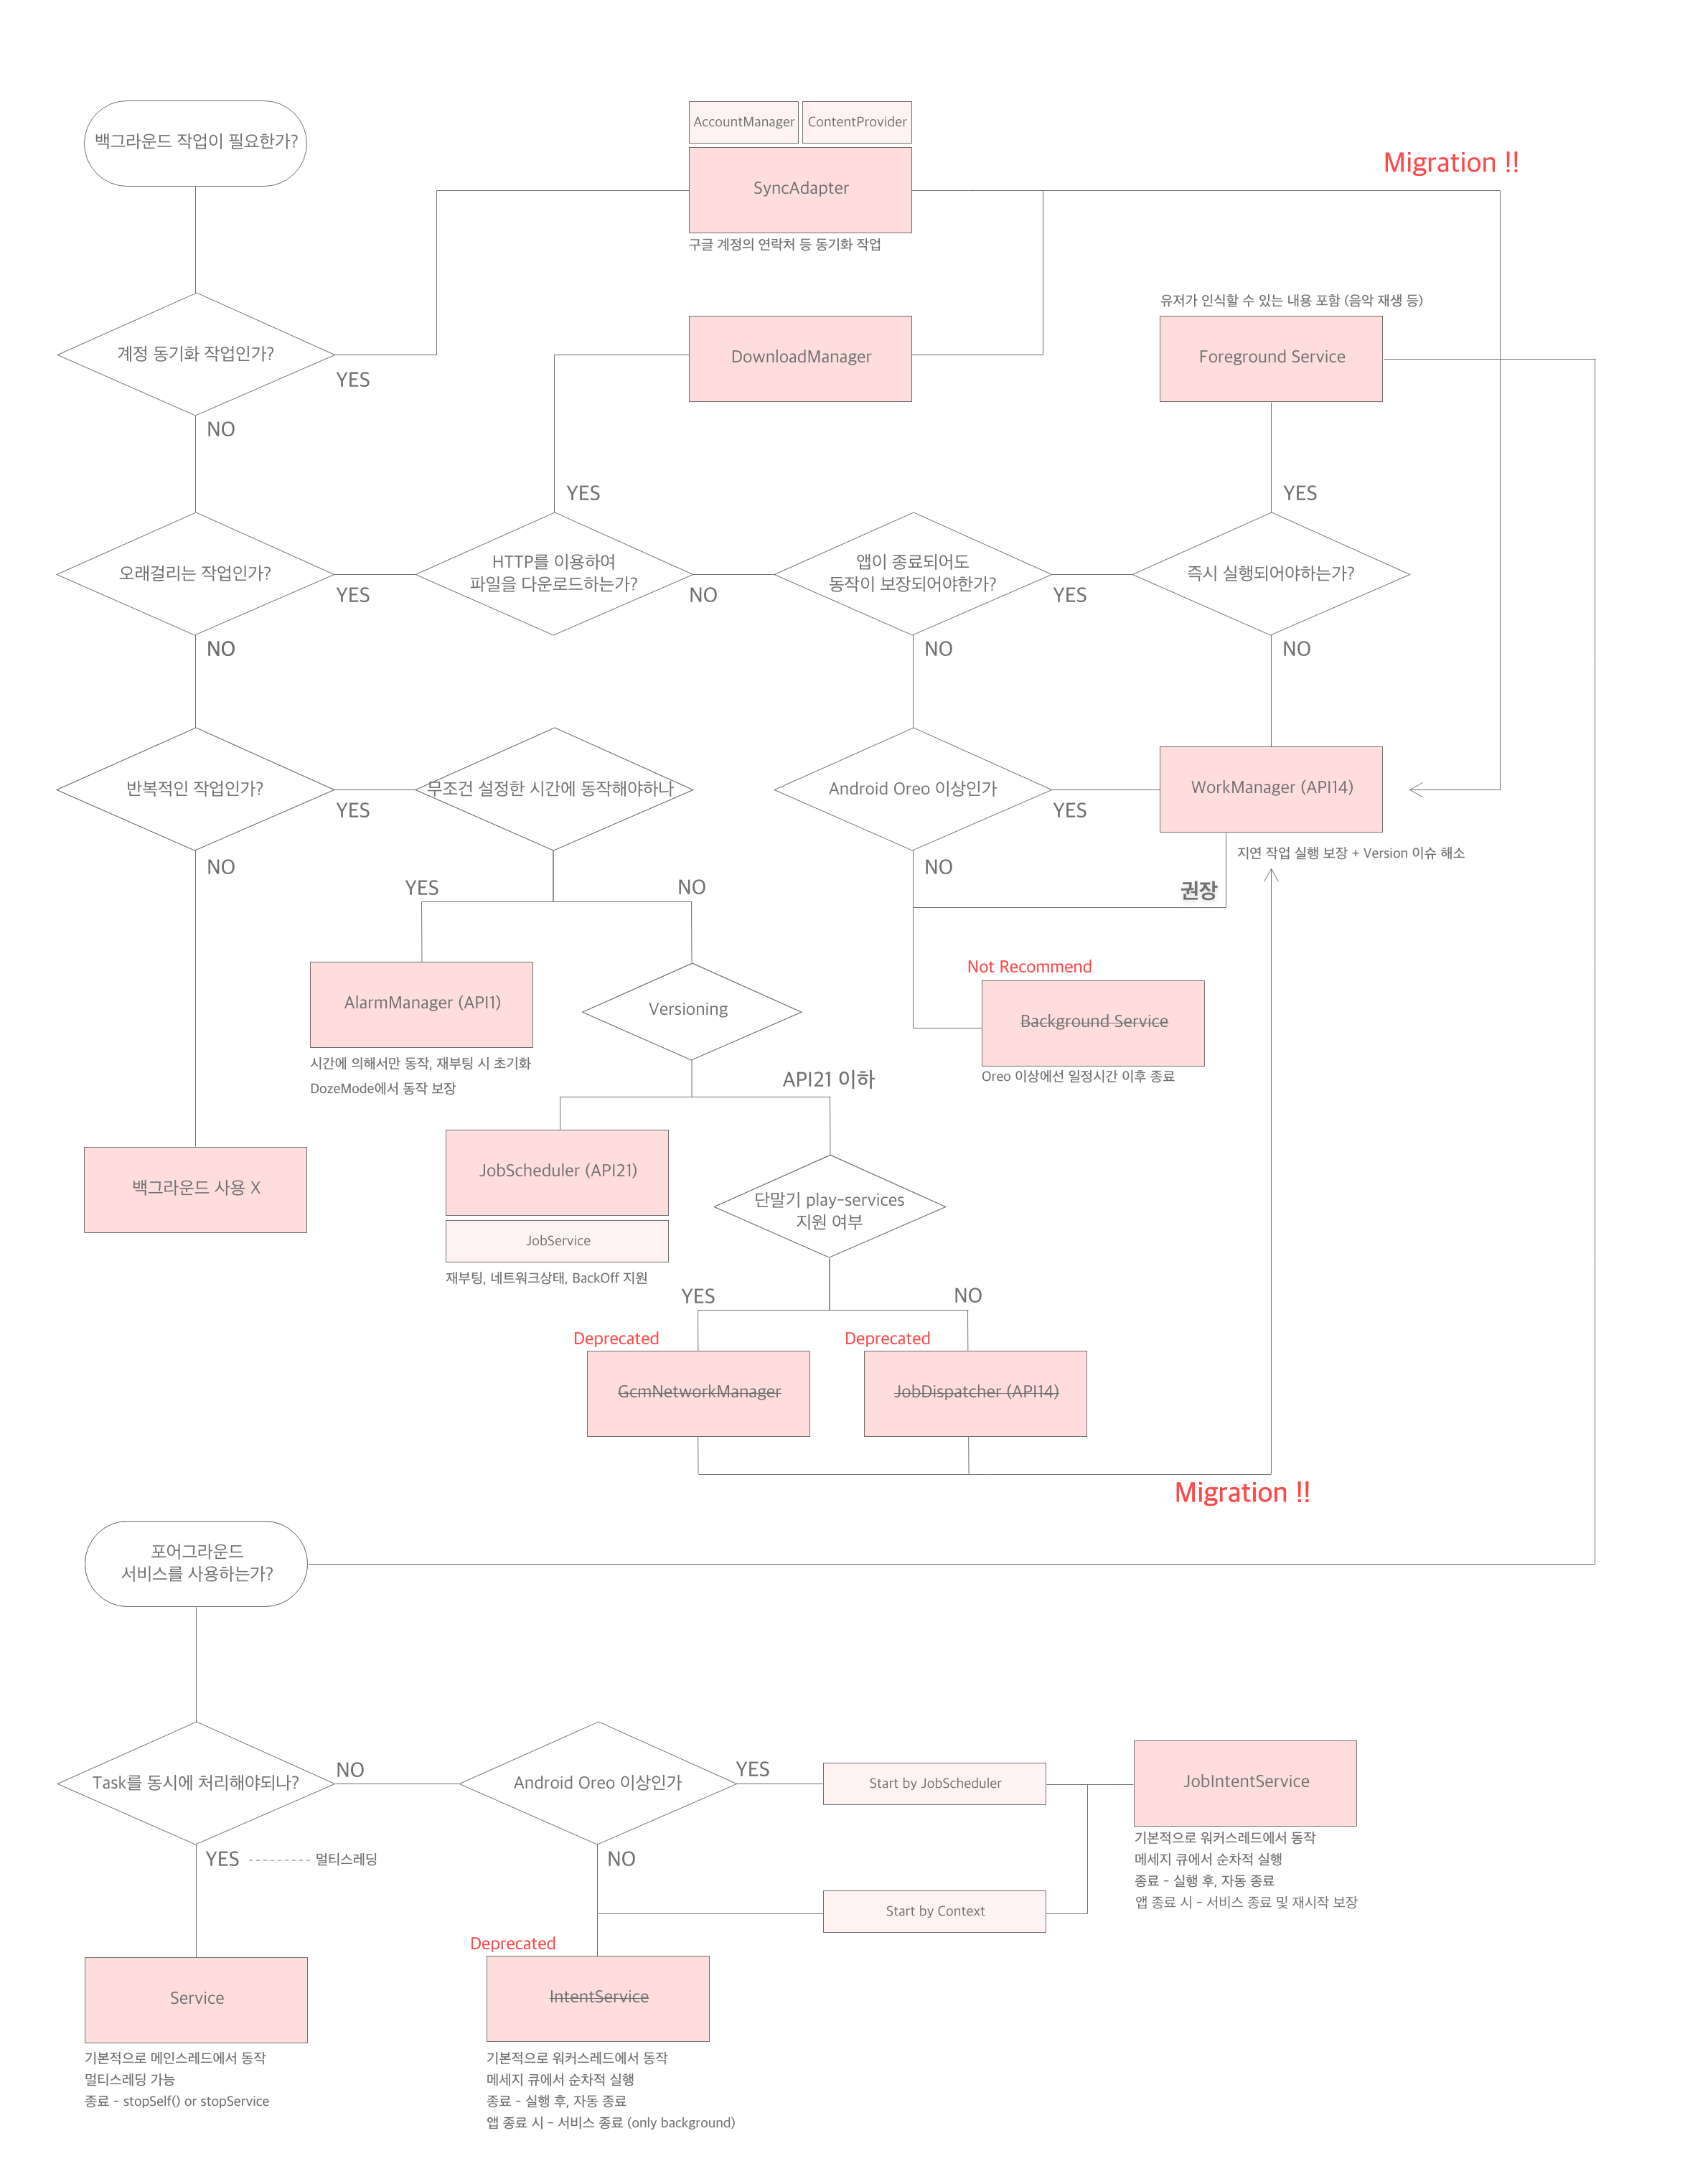 백그라운드 작업이 필요한가?
AccountManager
ContentProvider
SyncAdapter
구글 계정의 연락처 등 동기화 작업
Migration !!
계정 동기화 작업인가?
YES
NO
DownloadManager
유저가 인식할 수 있는 내용 포함 (음악 재생 등)
Foreground Service
YES
YES
오래걸리는 작업인가?
YES
NO
HTTP를 이용하여
파일을 다운로드하는가?
NO
앱이 종료되어도
동작이 보장되어야한가?
YES
NO
즉시 실행되어야하는가?
NO
반복적인 작업인가?
YES
NO
무조건 설정한 시간에 동작해야하나
YES
NO
Android Oreo 이상인가
YES
NO
WorkManager (API14)
지연 작업 실행 보장 + Version 이슈 해소
권장
AlarmManager (API1)
시간에 의해서만 동작, 재부팅 시 초기화
DozeMode에서 동작 보장
Versioning
Not Recommend
Background Service
Oreo 이상에선 일정시간 이후 종료
API21 이하
백그라운드 사용 X
JobScheduler (API21)
JobService
재부팅, 네트워크상태, BackOff 지원
단말기 play-services
지원 여부
YES
NO
Deprecated
GcmNetworkManager
Deprecated
JobDispatcher (API14)
Migration !!
포어그라운드
서비스를 사용하는가?
Task를 동시에 처리해야되나?
NO
YES
멀티스레딩
Android Oreo 이상인가
YES
NO
Start by JobScheduler
Start by Context
JobIntentService
기본적으로 워커스레드에서 동작
메세지 큐에서 순차적 실행
종료 - 실행 후, 자동 종료
앱 종료 시 - 서비스 종료 및 재시작 보장
Service
기본적으로 메인스레드에서 동작
멀티스레딩 가능
종료 - stopSelf() or stopService
Deprecated
IntentService
기본적으로 워커스레드에서 동작
메세지 큐에서 순차적 실행
종료 - 실행 후, 자동 종료
앱 종료 시 - 서비스 종료 (only background)